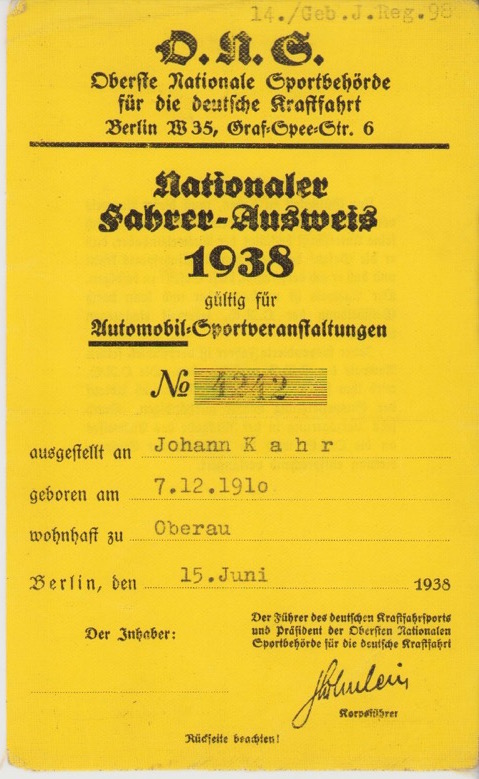 14./Geb.J.Reg.98
O.N.S.
Oberste Nationale Sportbehörde
für die deutsche Kraftfahrt
Berlin W 35, Graf-Spee-Str. 6
Nationaler
Fahrer-Ausweis
1938
gültig für
Automobil-Sportveranstaltungen
No 4242
ausgestellt an Johann K a h r
geboren am 7.12.191o
wohnhaft zu Oberau
Berlin, den 15.Juni 1938
Der Führer des deutschen Kraftfahrsports
und Präsident der Obersten Nationalen
Sportbehörde für die deutsche Kraftfahrt
Der Inhaber:
Hühnlein
Korpsführer
Rückseite beachten!